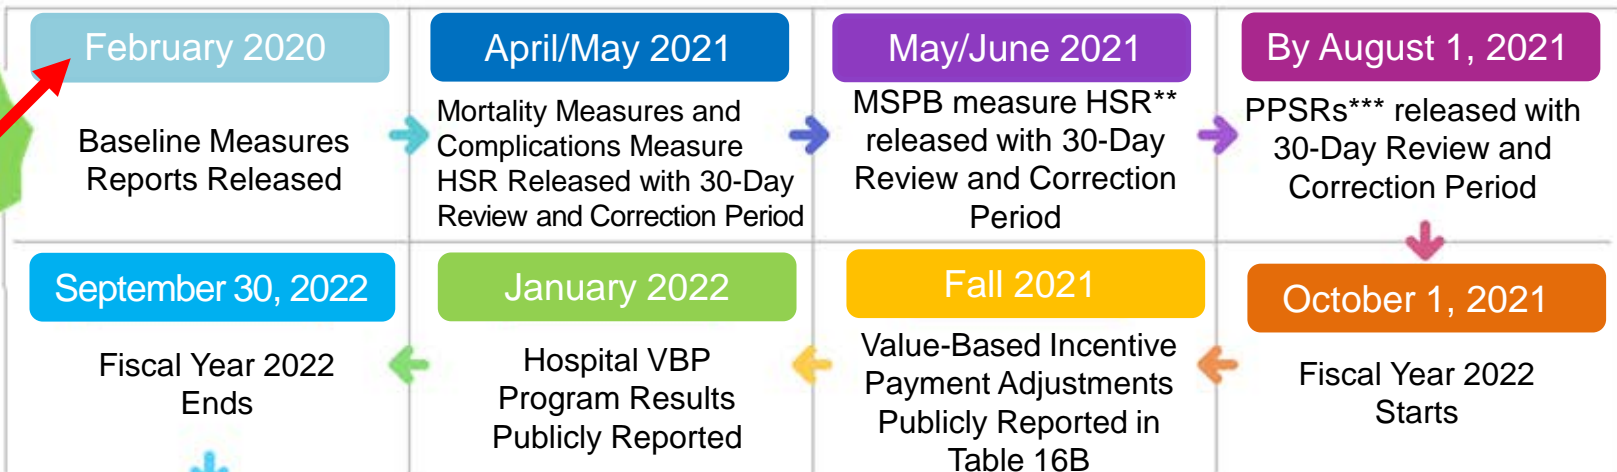 February 2020
Baseline Measures
Reports Released
April/May 2021
Mortality Measures and
Complications Measure
HSR Released with 30-Day
Review and Correction Period
May/June 2021
MSPB measure HSR**
released with 30-Day
Review and Correction
Period
By August 1, 2021
PPSRs*** released with
30-Day Review and
Correction Period
October 1, 2021
Fiscal Year 2022
Starts
Fall 2021
Value-Based Incentive
Payment Adjustments
Publicly Reported in
Table 16B
January 2022
Hospital VBP
Program Results
Publicly Reported
September 30, 2022
Fiscal Year 2022
Ends